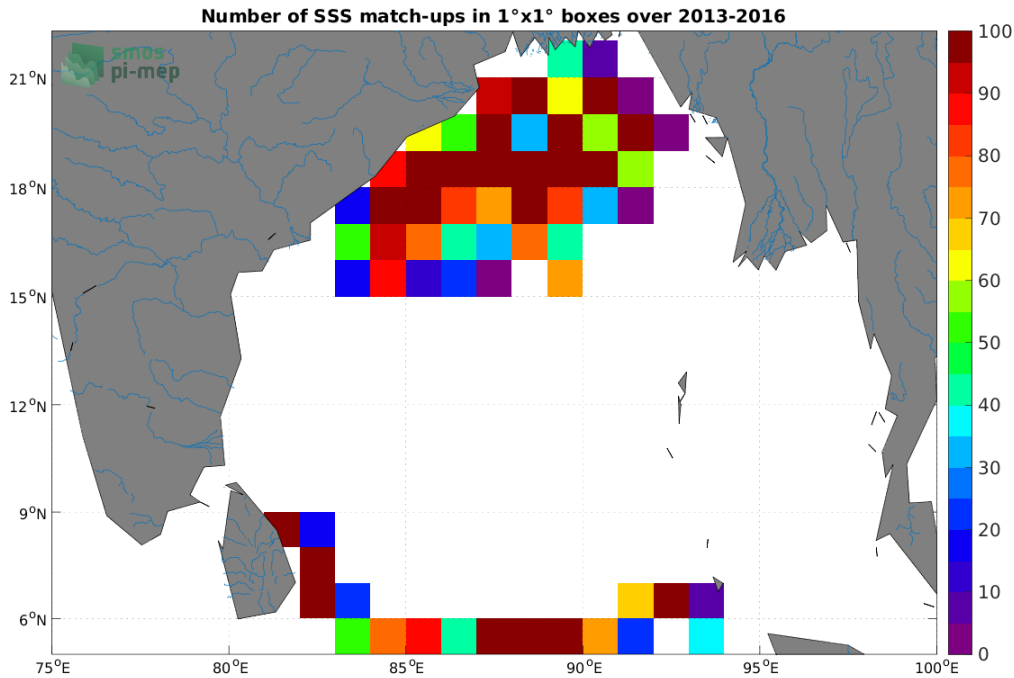 Number of SSS match-ups in 1°x1° boxes over 2013-2016
smos
pi-mep
21°N
18°N
15°N
12°N
9°N
6°N
75°E
80°E
85°E
90°E
95°E
100°E
100
90
80
70
60
50
40
30
20
10
0